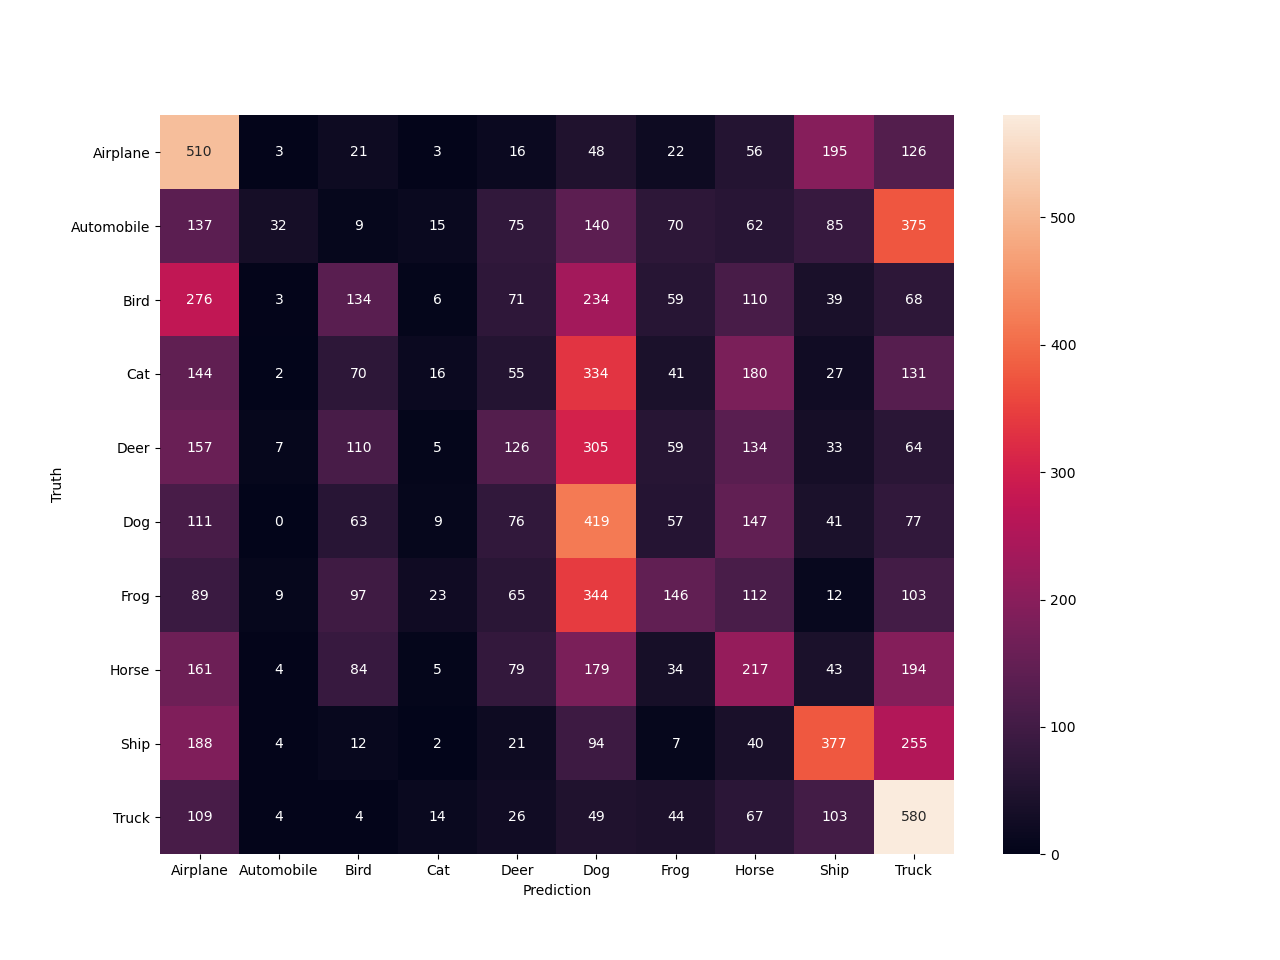 Airplane 510 3 21 3 16 48 22 56 195 126
Automobile 137 32 9 15 75 140 70 62 85 375
Bird 276 3 134 6 71 234 59 110 39 68
Cat 144 2 70 16 55 334 41 180 27 131
Deer 157 7 110 5 126 305 59 134 33 64
Dog 111 0 63 9 76 419 57 147 41 77
Frog 89 9 97 23 65 344 146 112 12 103
Horse 161 4 84 5 79 179 34 217 43 194
Ship 188 4 12 2 21 94 7 40 377 255
Truck 109 4 4 14 26 49 44 67 103 580
Airplane Automobile Bird Cat Deer Dog Frog Horse Ship Truck
Prediction
Truth
500
400
300
200
100
0